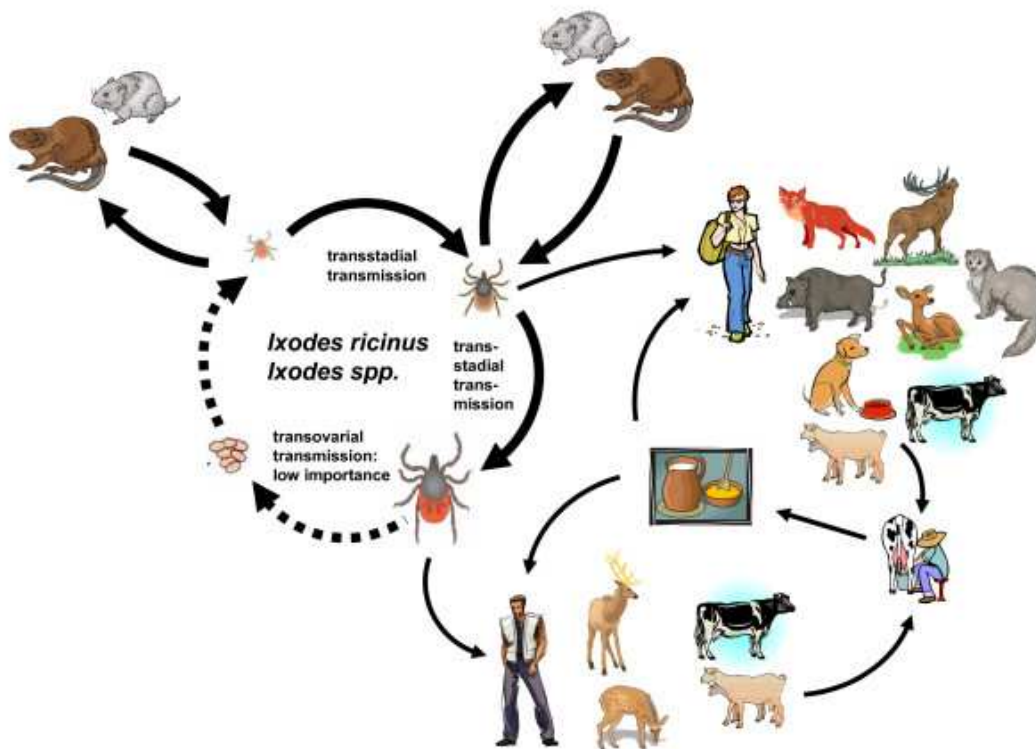 transstadial
transmission
Ixodes ricinus
Ixodes spp.
trans-
stadial
trans-
mission
transovarial
transmission:
low importance